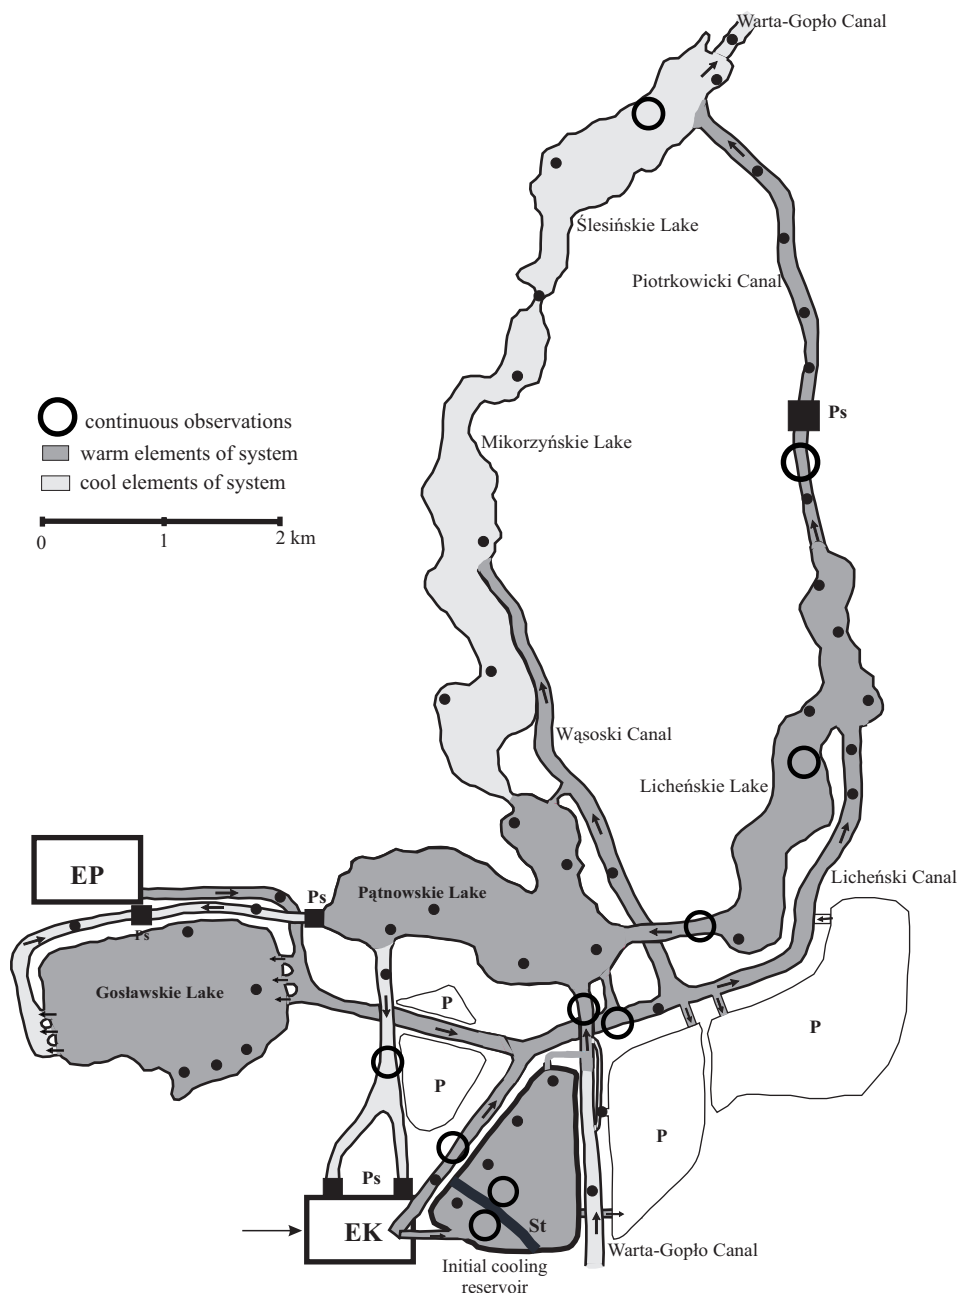 Warta-Gopło Canal
Ślesińskie Lake
Piotrkowicki Canal
continuous observations
warm elements of system
cool elements of system
0
1
2 km
Ps
Mikorzyńskie Lake
Wąsoski Canal
Licheńskie Lake
EP
Ps
Pątnowskie Lake
Licheński Canal
Ps
Gosławskie Lake
P
P
P
P
Ps
EK
St
Warta-Gopło Canal
Initial cooling
reservoir